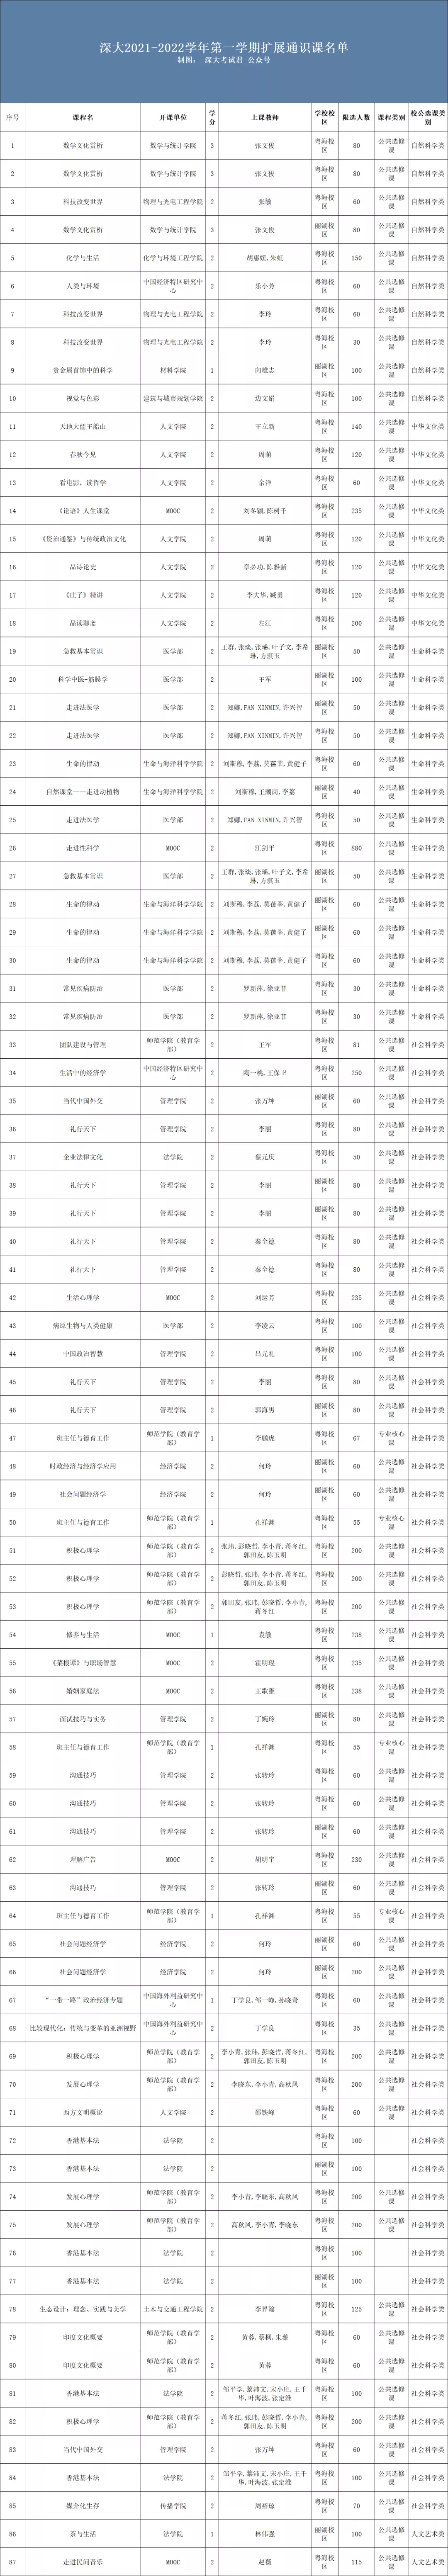 深大2021-2022学年第一学期扩展通识课名单
制图： 深大考试君 公众号
序号 课程名 开课单位 学分 上课教师 学校校区 限选人数 课程类别 校公选课类别
1 数学文化赏析 数学与统计学院 3 张文俊 粤海校区 80 公共选修课 自然科学类
2 数学文化赏析 数学与统计学院 3 张文俊 粤海校区 80 公共选修课 自然科学类
3 科技改变世界 物理与光电工程学院 2 张敏 粤海校区 60 公共选修课 自然科学类
4 数学文化赏析 数学与统计学院 3 张文俊 丽湖校区 80 公共选修课 自然科学类
5 化学与生活 化学与环境工程学院 2 胡惠媛,朱虹 粤海校区 150 公共选修课 自然科学类
6 人类与环境 中国经济特区研究中心 2 乐小芳 粤海校区 60 公共选修课 自然科学类
7 科技改变世界 物理与光电工程学院 2 李玲 粤海校区 60 公共选修课 自然科学类
8 科技改变世界 物理与光电工程学院 2 李玲 粤海校区 30 公共选修课 自然科学类
9 贵金属首饰中的科学 材料学院 1 向雄志 丽湖校区 100 公共选修课 自然科学类
10 视觉与色彩 建筑与城市规划学院 2 边文娟 粤海校区 100 公共选修课 自然科学类
11 天地大儒王船山 人文学院 2 王立新 粤海校区 140 公共选修课 中华文化类
12 春秋今见 人文学院 2 周萌 粤海校区 120 公共选修课 中华文化类
13 看电影、读哲学 人文学院 2 余洋 粤海校区 60 公共选修课 中华文化类
14 《论语》人生课堂 MOOC 2 刘冬颖,陈树千 粤海校区 235 公共选修课 中华文化类
15 《资治通鉴》与传统政治文化 人文学院 2 周萌 粤海校区 120 公共选修课 中华文化类
16 品诗论史 人文学院 2 章必功,陈雅新 粤海校区 120 公共选修课 中华文化类
17 《庄子》精讲 人文学院 2 李大华,臧勇 粤海校区 120 公共选修课 中华文化类
18 品读聊斋 人文学院 2 左江 粤海校区 200 公共选修课 中华文化类
19 急救基本常识 医学部 2 王群,张臻,张瑶,叶子文,李希琳,方淇玉 丽湖校区 50 公共选修课 生命科学类
20 科学中医-筋膜学 医学部 2 王军 丽湖校区 100 公共选修课 生命科学类
21 走进法医学 医学部 2 郑娜,FAN XINMIN,许兴智 丽湖校区 50 公共选修课 生命科学类
22 走进法医学 医学部 2 郑娜,FAN XINMIN,许兴智 粤海校区 50 公共选修课 生命科学类
23 生命的律动 生命与海洋科学学院 2 刘斯穆,李荔,莫蓓莘,黄健子 粤海校区 60 公共选修课 生命科学类
24 自然课堂——走进动植物 生命与海洋科学学院 2 刘斯穆,王珊岗,李荔 丽湖校区 40 公共选修课 生命科学类
25 走进法医学 医学部 2 郑娜,FAN XINMIN,许兴智 粤海校区 50 公共选修课 生命科学类
26 走进性科学 MOOC 2 江剑平 粤海校区 880 公共选修课 生命科学类
27 急救基本常识 医学部 2 王群,张臻,张瑶,叶子文,李希琳,方淇玉 丽湖校区 50 公共选修课 生命科学类
28 生命的律动 生命与海洋科学学院 2 刘斯穆,李荔,莫蓓莘,黄健子 丽湖校区 60 公共选修课 生命科学类
29 生命的律动 生命与海洋科学学院 2 刘斯穆,李荔,莫蓓莘,黄健子 丽湖校区 60 公共选修课 生命科学类
30 生命的律动 生命与海洋科学学院 2 刘斯穆,李荔,莫蓓莘,黄健子 粤海校区 60 公共选修课 生命科学类
31 常见疾病防治 医学部 2 罗新萍,徐亚菲 粤海校区 30 公共选修课 生命科学类
32 常见疾病防治 医学部 2 罗新萍,徐亚菲 粤海校区 30 公共选修课 生命科学类
33 团队建设与管理 师范学院（教育学部） 2 王军 粤海校区 81 公共选修课 社会科学类
34 生活中的经济学 中国经济特区研究中心 2 陶一桃,王保卫 粤海校区 250 公共选修课 社会科学类
35 当代中国外交 管理学院 2 张万坤 丽湖校区 60 公共选修课 社会科学类
36 礼行天下 管理学院 2 李丽 粤海校区 80 公共选修课 社会科学类
37 企业法律文化 法学院 2 蔡元庆 粤海校区 50 公共选修课 社会科学类
38 礼行天下 管理学院 2 李丽 丽湖校区 80 公共选修课 社会科学类
39 礼行天下 管理学院 2 李丽 丽湖校区 80 公共选修课 社会科学类
40 礼行天下 管理学院 2 秦全德 粤海校区 80 公共选修课 社会科学类
41 礼行天下 管理学院 2 秦全德 粤海校区 80 公共选修课 社会科学类
42 生活心理学 MOOC 2 刘运芳 粤海校区 235 公共选修课 社会科学类
43 病原生物与人类健康 医学部 2 李凌云 粤海校区 100 公共选修课 社会科学类
44 中国政治智慧 管理学院 2 吕元礼 粤海校区 100 公共选修课 社会科学类
45 礼行天下 管理学院 2 李丽 粤海校区 80 公共选修课 社会科学类
46 礼行天下 管理学院 2 郭海男 丽湖校区 80 公共选修课 社会科学类
47 班主任与德育工作 师范学院（教育学部） 1 李鹏虎 粤海校区 67 专业核心课 社会科学类
48 时政经济与经济学应用 经济学院 2 何玲 丽湖校区 60 公共选修课 社会科学类
49 社会问题经济学 经济学院 2 何玲 丽湖校区 60 公共选修课 社会科学类
50 班主任与德育工作 师范学院（教育学部） 1 孔祥渊 粤海校区 55 专业核心课 社会科学类
51 积极心理学 师范学院（教育学部） 2 张玮,彭晓哲,李小青,蒋冬红,郭田友,陈玉明 粤海校区 200 公共选修课 社会科学类
52 积极心理学 师范学院（教育学部） 2 彭晓哲,张玮,李小青,蒋冬红,郭田友,陈玉明 粤海校区 200 公共选修课 社会科学类
53 积极心理学 师范学院（教育学部） 2 郭田友,张玮,彭晓哲,李小青,蒋冬红 粤海校区 200 公共选修课 社会科学类
54 修养与生活 MOOC 1 袁敏 粤海校区 238 公共选修课 社会科学类
55 《菜根谭》与职场智慧 MOOC 2 霍明琨 粤海校区 235 公共选修课 社会科学类
56 婚姻家庭法 MOOC 2 王歌雅 粤海校区 238 公共选修课 社会科学类
57 面试技巧与实务 管理学院 2 丁婉玲 丽湖校区 80 公共选修课 社会科学类
58 班主任与德育工作 师范学院（教育学部） 1 孔祥渊 粤海校区 55 专业核心课 社会科学类
59 沟通技巧 管理学院 2 张转玲 粤海校区 60 公共选修课 社会科学类
60 沟通技巧 管理学院 2 张转玲 粤海校区 60 公共选修课 社会科学类
61 沟通技巧 管理学院 2 张转玲 丽湖校区 60 公共选修课 社会科学类
62 理解广告 MOOC 2 胡明宇 粤海校区 230 公共选修课 社会科学类
63 沟通技巧 管理学院 2 张转玲 丽湖校区 60 公共选修课 社会科学类
64 班主任与德育工作 师范学院（教育学部） 1 孔祥渊 粤海校区 55 专业核心课 社会科学类
65 社会问题经济学 经济学院 2 何玲 丽湖校区 60 公共选修课 社会科学类
66 社会问题经济学 经济学院 2 何玲 丽湖校区 200 公共选修课 社会科学类
67 “一带一路”政治经济专题 中国海外利益研究中心 1 丁学良,邹一峥,孙晓奇 粤海校区 60 公共选修课 社会科学类
68 比较现代化：传统与变革的亚洲视野 中国海外利益研究中心 2 丁学良 粤海校区 35 公共选修课 社会科学类
69 积极心理学 师范学院（教育学部） 2 李小青,张玮,彭晓哲,蒋冬红,郭田友,陈玉明 粤海校区 200 公共选修课 社会科学类
70 发展心理学 师范学院（教育学部） 2 李晓东,李小青,高秋凤 粤海校区 200 公共选修课 社会科学类
71 西方文明概论 人文学院 2 邵铁峰 粤海校区 60 公共选修课 社会科学类
72 香港基本法 法学院 2 粤海校区 100 社会科学类
73 香港基本法 法学院 2 丽湖校区 100 社会科学类
74 发展心理学 师范学院（教育学部） 2 李小青,李晓东,高秋凤 粤海校区 200 公共选修课 社会科学类
75 发展心理学 师范学院（教育学部） 2 高秋凤,李小青,李晓东 粤海校区 200 公共选修课 社会科学类
76 香港基本法 法学院 2 粤海校区 100 社会科学类
77 香港基本法 法学院 2 丽湖校区 100 社会科学类
78 生态设计：理念、实践与美学 土木与交通工程学院 2 李昇翰 粤海校区 125 公共选修课 社会科学类
79 印度文化概要 师范学院（教育学部） 2 黄蓉,蔡枫,朱璇 粤海校区 60 公共选修课 社会科学类
80 印度文化概要 师范学院（教育学部） 2 黄蓉 粤海校区 60 公共选修课 社会科学类
81 香港基本法 法学院 2 邹平学,黎沛文,宋小庄,王千华,叶海波,张定淮 粤海校区 100 公共选修课 社会科学类
82 积极心理学 师范学院（教育学部） 2 蒋冬红,张玮,彭晓哲,李小青,郭田友,陈玉明 粤海校区 200 公共选修课 社会科学类
83 当代中国外交 管理学院 2 张万坤 粤海校区 60 公共选修课 社会科学类
84 香港基本法 法学院 2 邹平学,黎沛文,宋小庄,王千华,叶海波,张定淮 粤海校区 100 公共选修课 社会科学类
85 媒介化生存 传播学院 2 周裕琼 粤海校区 70 公共选修课 社会科学类
86 茶与生活 法学院 1 林伟强 丽湖校区 100 公共选修课 人文艺术类
87 走进民间音乐 MOOC 2 赵薇 粤海校区 115 公共选修课 人文艺术类